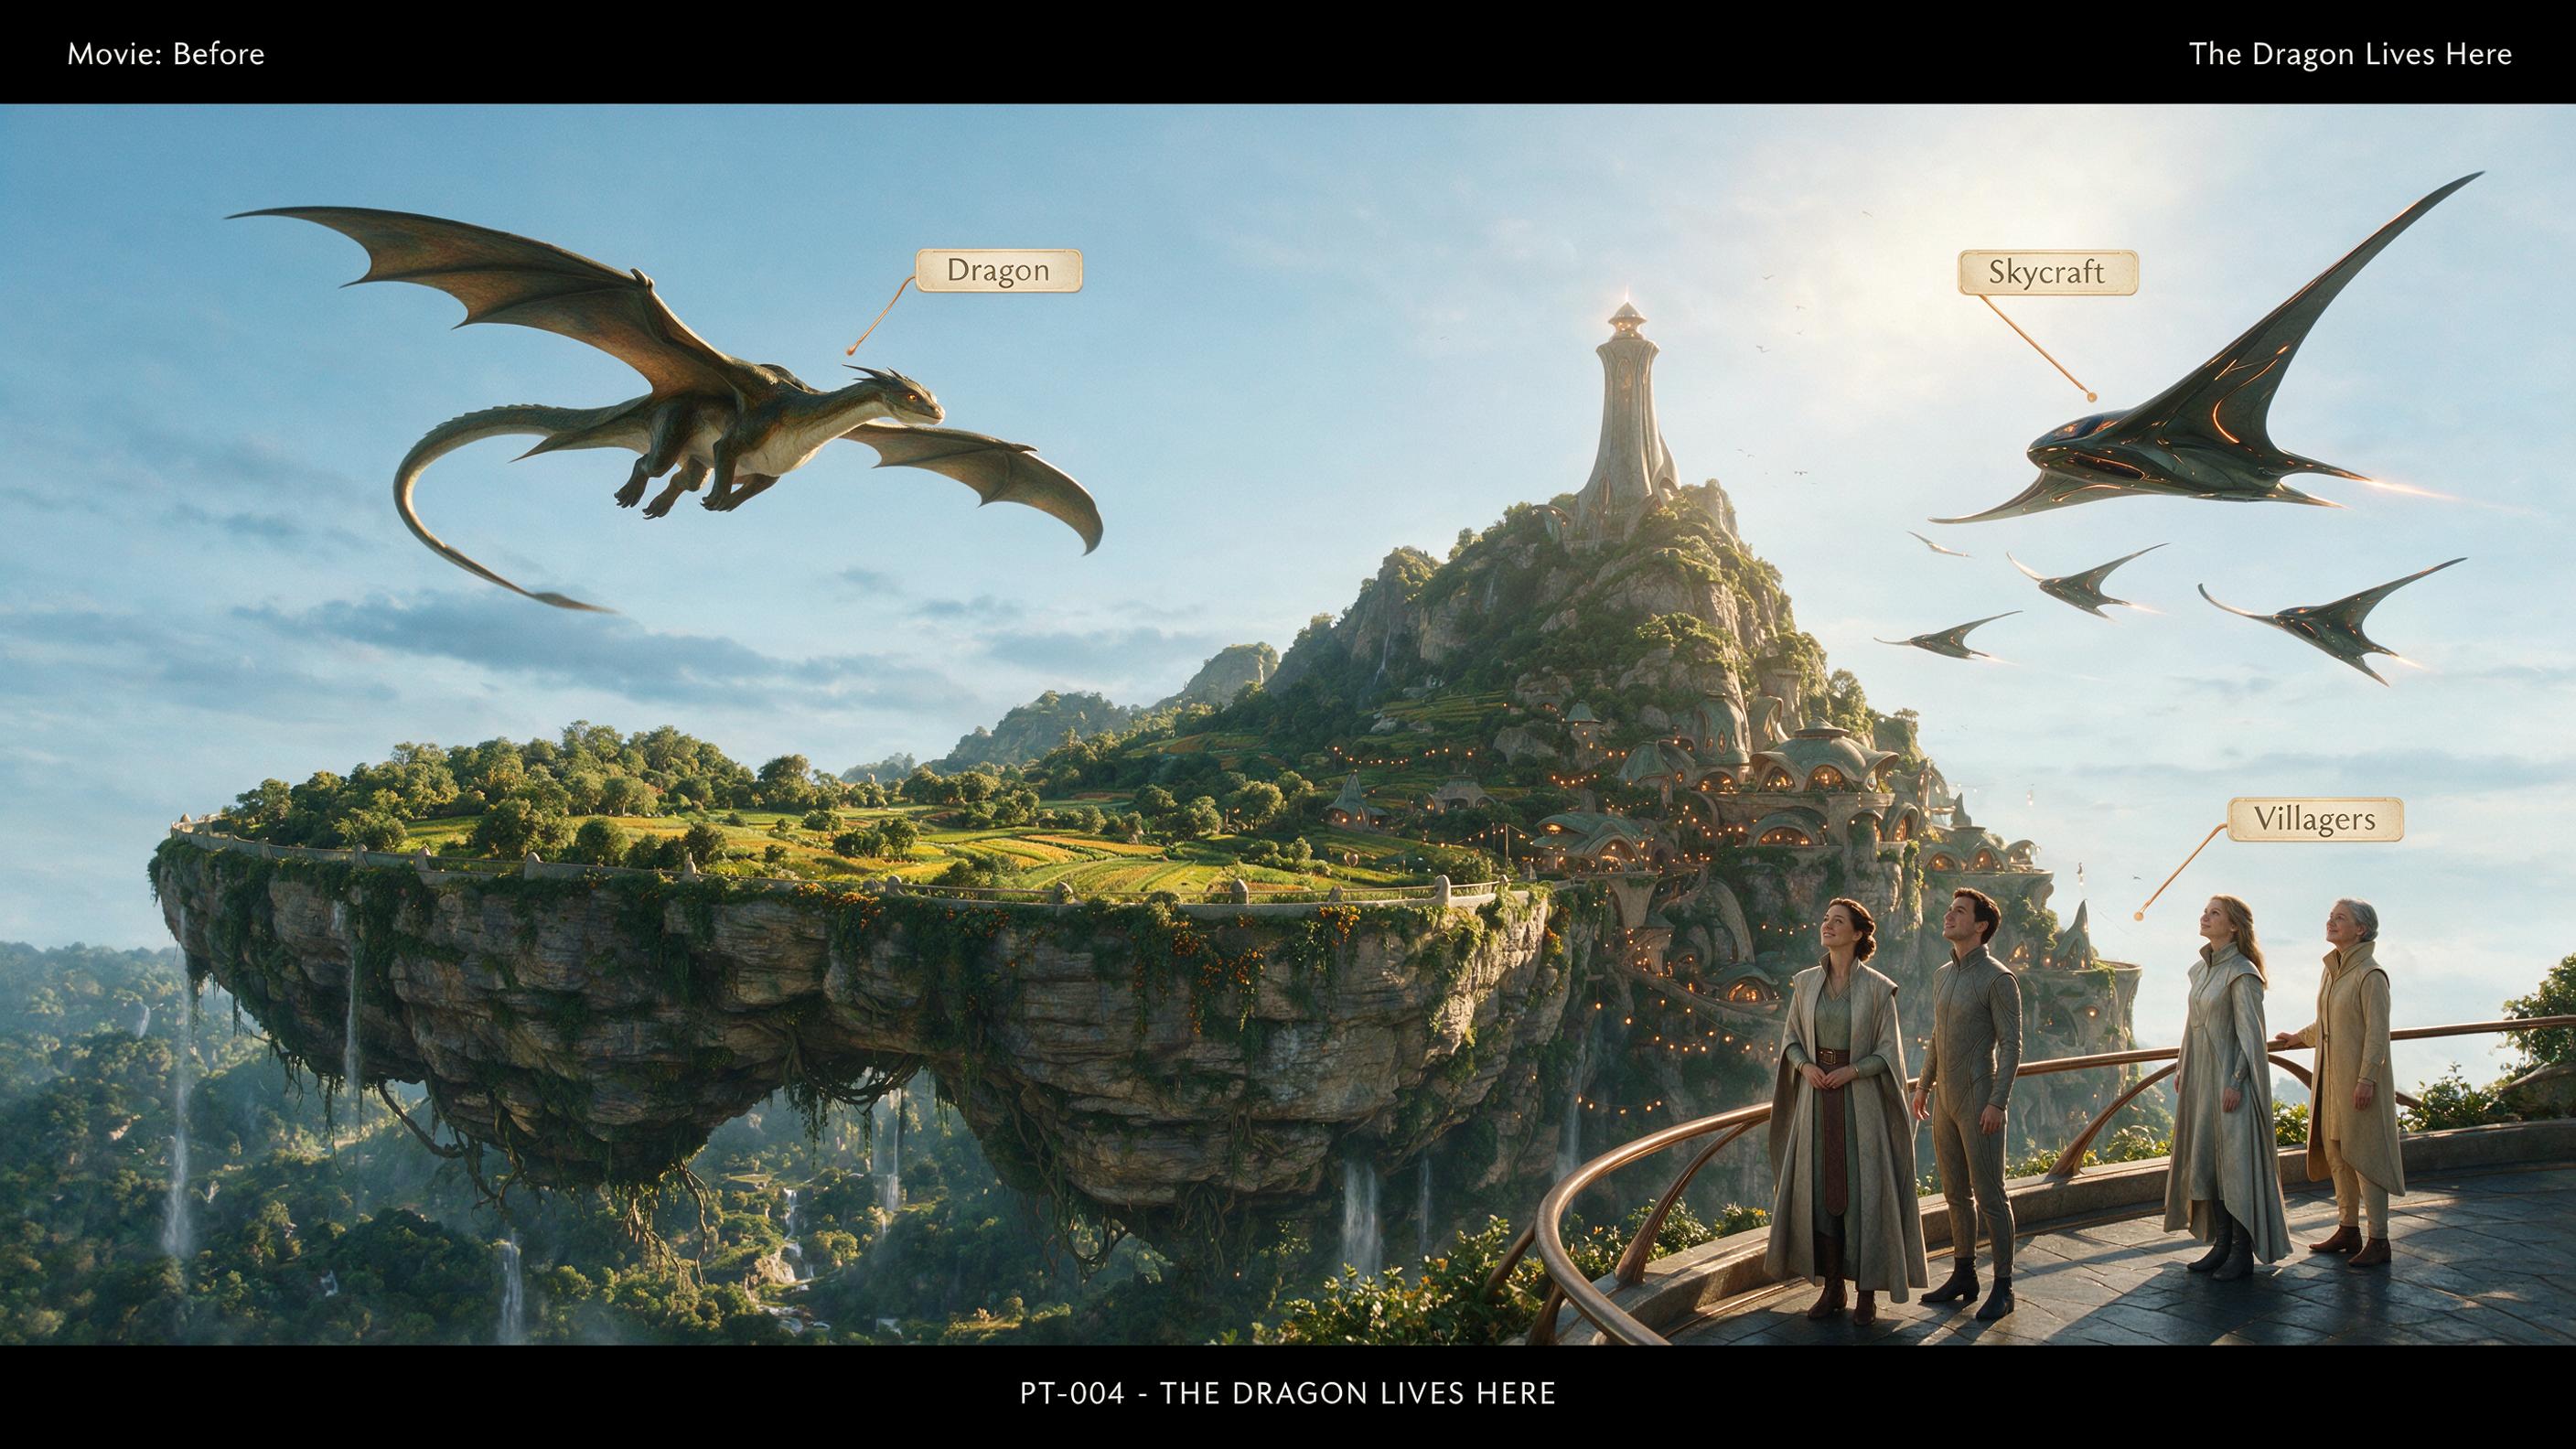 Movie: Before
The Dragon Lives Here
Dragon
Skycraft
Villagers
PT-004 - THE DRAGON LIVES HERE